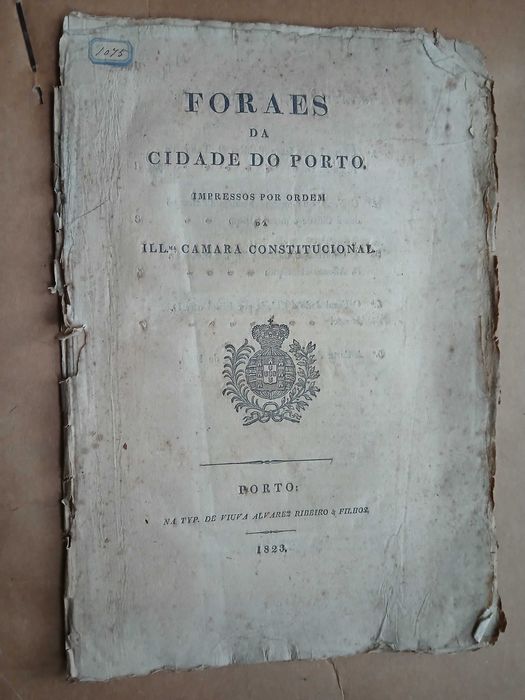 1075
FORAES
DA
CIDADE DO PORTO,
IMPRESSOS POR ORDEM
DA
ILL.ᴹᴬ CAMARA CONSTITUCIONAL.
PORTO:
NA TYP. DE VIUVA ALVAREZ RIBEIRO & FILHOS,
1823.